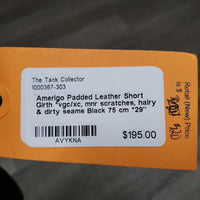 The Tack Collector
1000367-303
Amerigo Padded Leather Short
Girth *vgc/xc, mnr scratches, hairy
& dirty seams Black 75 cm "29"
$195.00
AVYKNA
Retail (New) Price
is $